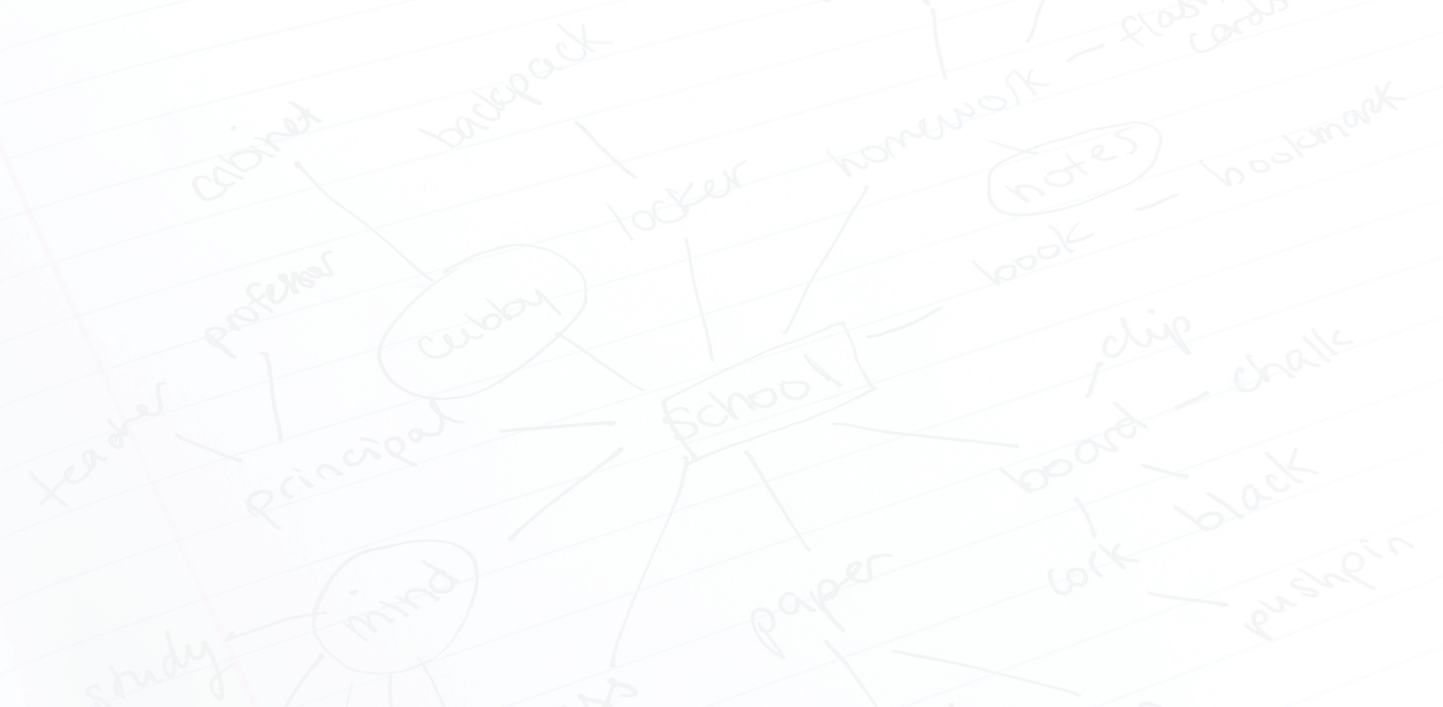 flash
cards
backpack
homework
cabinet
bookmark
notes
locker
book
professor
cubby
clip
School
chalk
teacher
principal
board
black
cork
pushpin
mind
paper
study